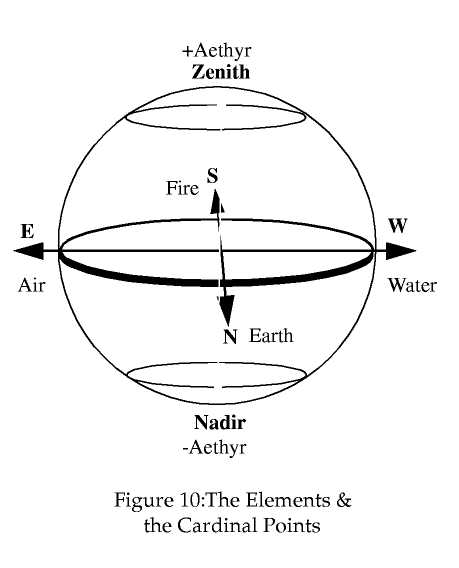 +Aethyr
Zenith
S
Fire
E
W
Air
Water
N Earth
Nadir
-Aethyr
Figure 10:The Elements &
the Cardinal Points